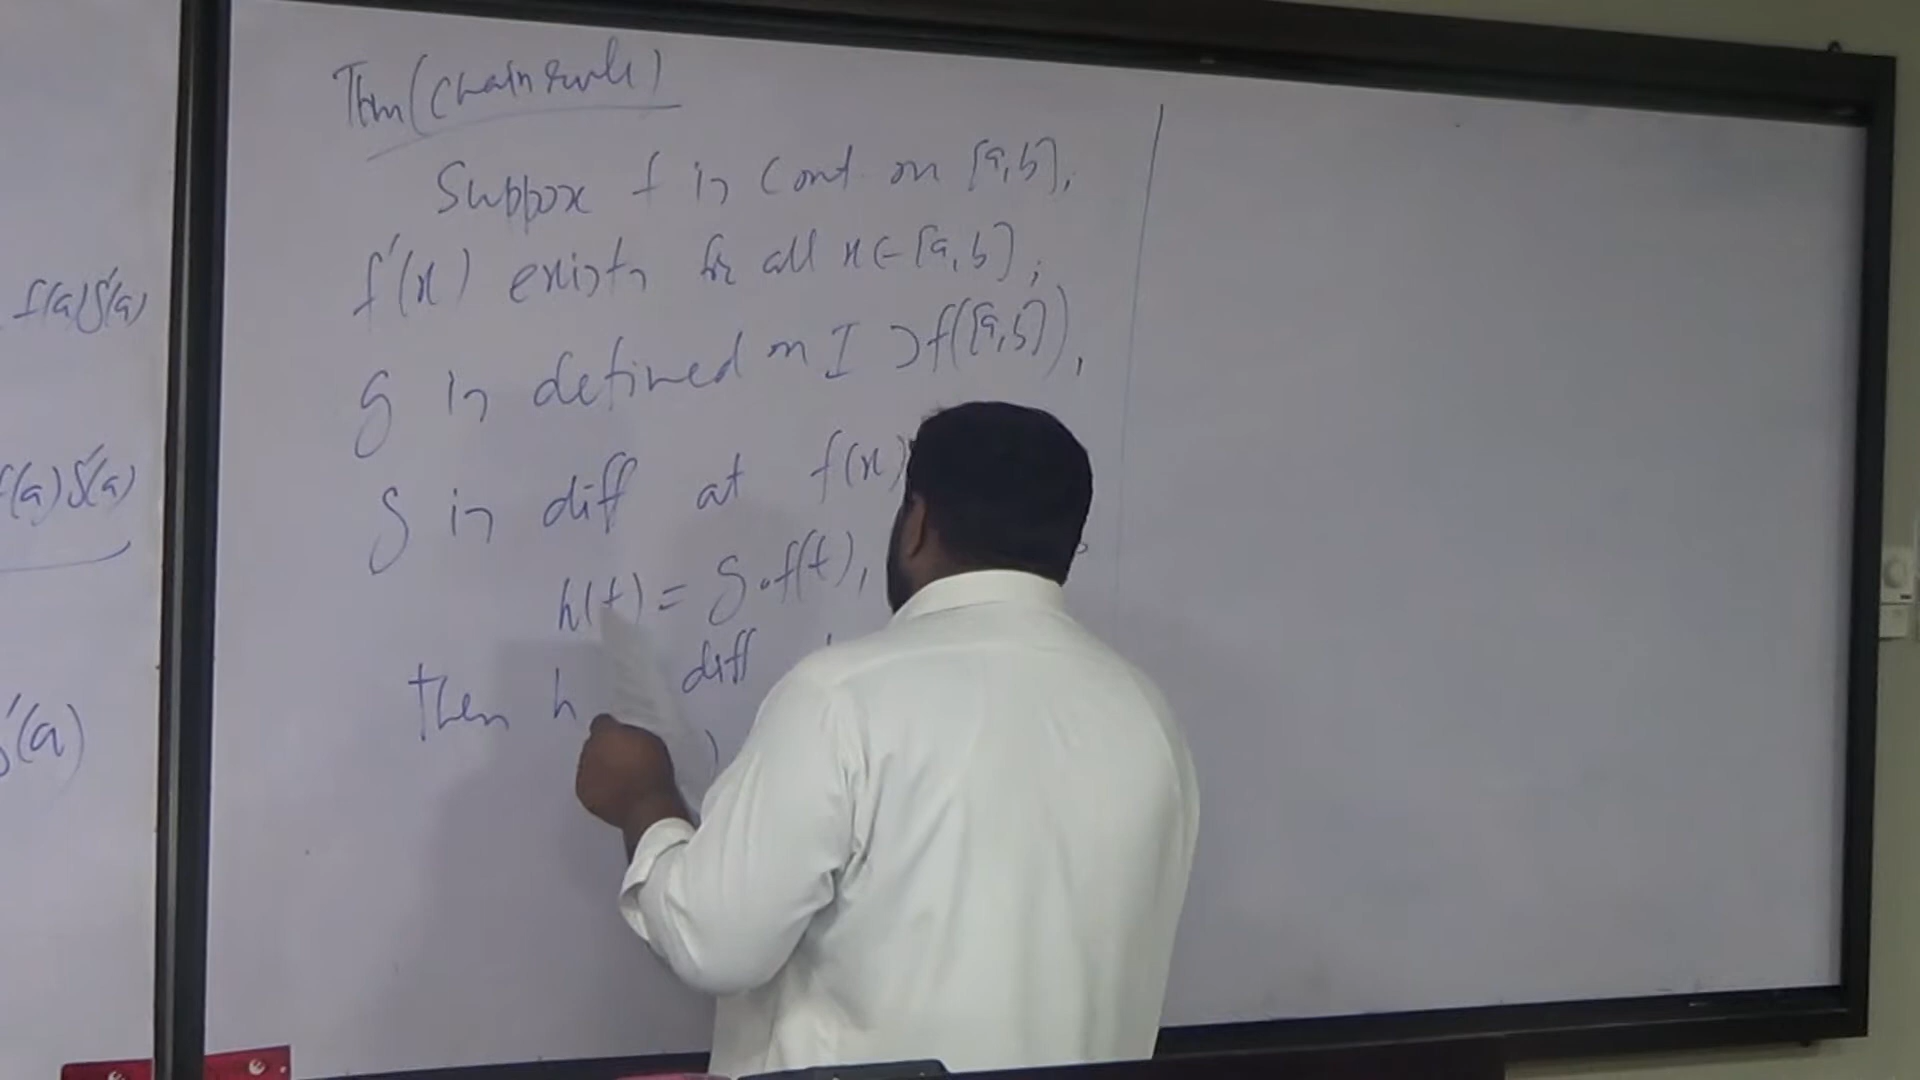 f(a)g'(a)
f(a)g'(a)
g'(a)
Thm (chain rule)
Suppose f is cont on [a,b],
f'(x) exists for all x ∈ [a,b],
g is defined on I ⊃ f([a,b]),
g is diff at f(x)
h(t) = g∘f(t),
then h diff
)